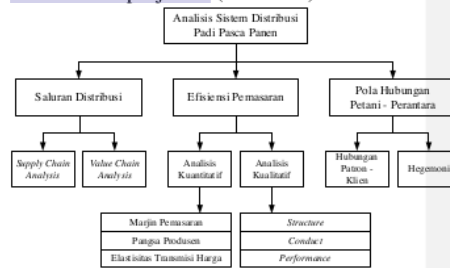 Analisis Sistem Distribusi
Padi Pasca Panen
Saluran Distribusi
Efisiensi Pemasaran
Pola Hubungan
Petani - Perantara
Supply Chain
Analysis
Value Chain
Analysis
Analisis
Kuantitatif
Analisis
Kualitatif
Hubungan
Patron -
Klien
Hegemoni
Marjin Pemasaran
Pangsa Produsen
Elastisitas Transmisi Harga
Structure
Conduct
Performance